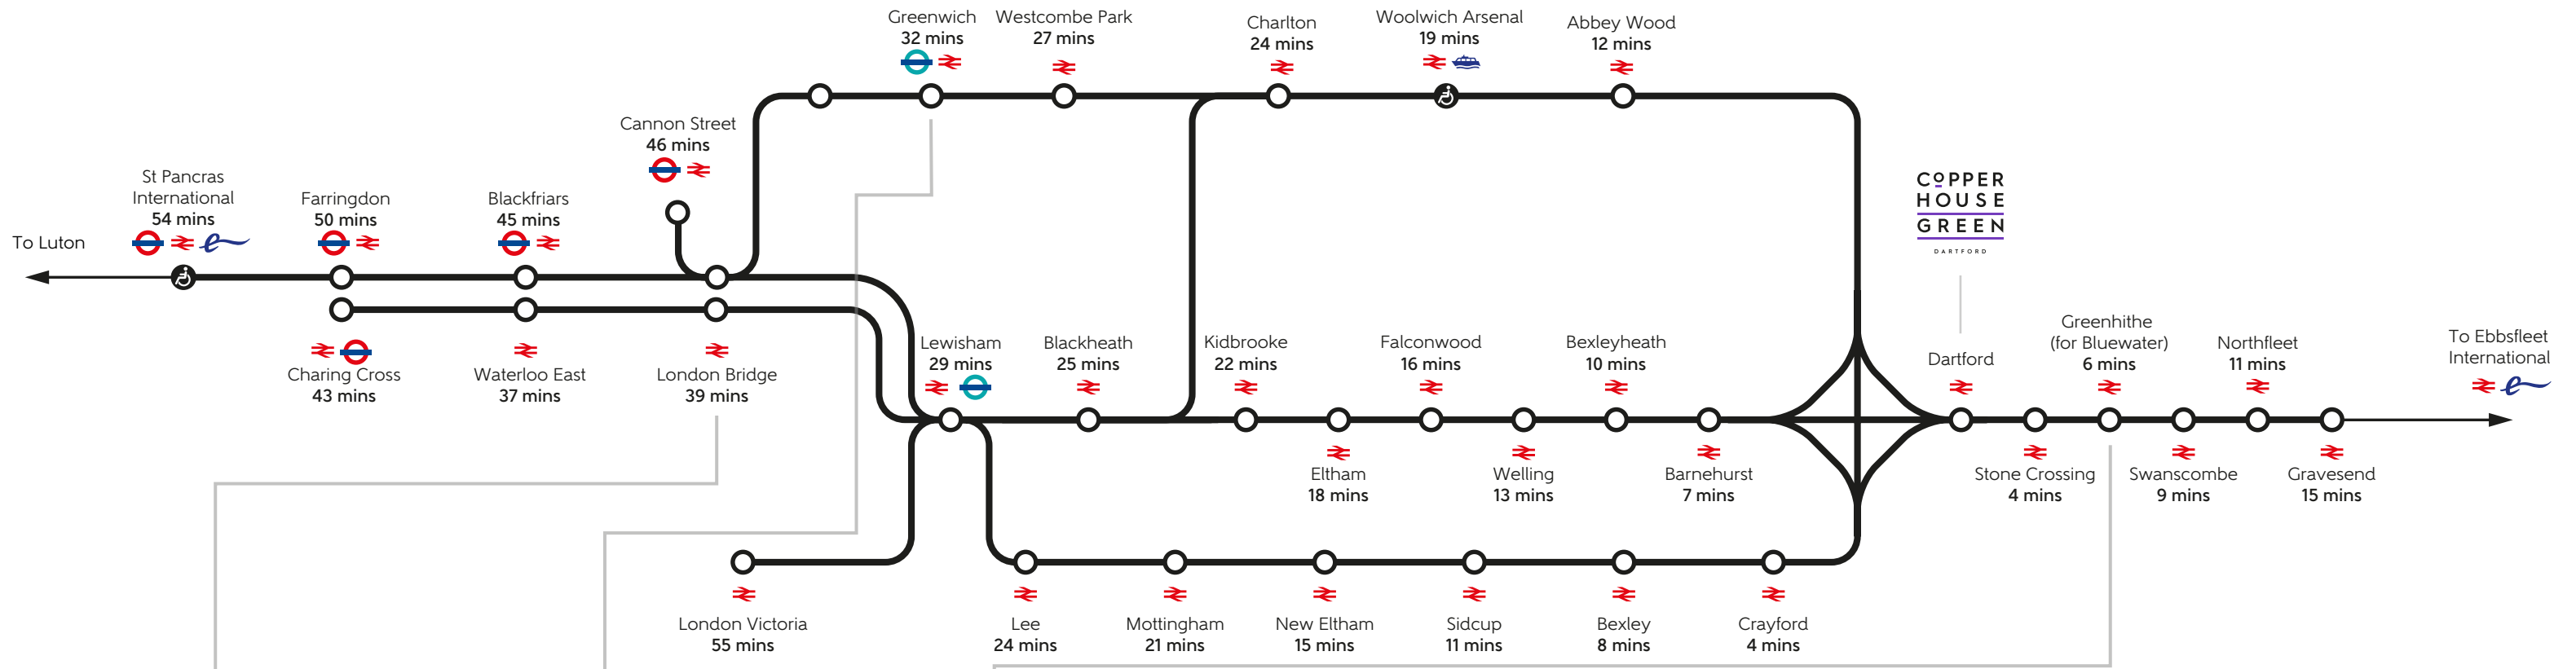 Greenwich
32 mins
Westcombe Park
27 mins
Charlton
24 mins
Woolwich Arsenal
19 mins
Abbey Wood
12 mins
Cannon Street
46 mins
St Pancras
International
54 mins
Farringdon
50 mins
Blackfriars
45 mins
To Luton
COPPER
HOUSE
GREEN
DARTFORD
Charing Cross
43 mins
Waterloo East
37 mins
London Bridge
39 mins
Lewisham
29 mins
Blackheath
25 mins
Kidbrooke
22 mins
Falconwood
16 mins
Bexleyheath
10 mins
Dartford
Greenhithe
(for Bluewater)
6 mins
Northfleet
11 mins
To Ebbsfleet
International
Eltham
18 mins
Welling
13 mins
Barnehurst
7 mins
Stone Crossing
4 mins
Swanscombe
9 mins
Gravesend
15 mins
London Victoria
55 mins
Lee
24 mins
Mottingham
21 mins
New Eltham
15 mins
Sidcup
11 mins
Bexley
8 mins
Crayford
4 mins